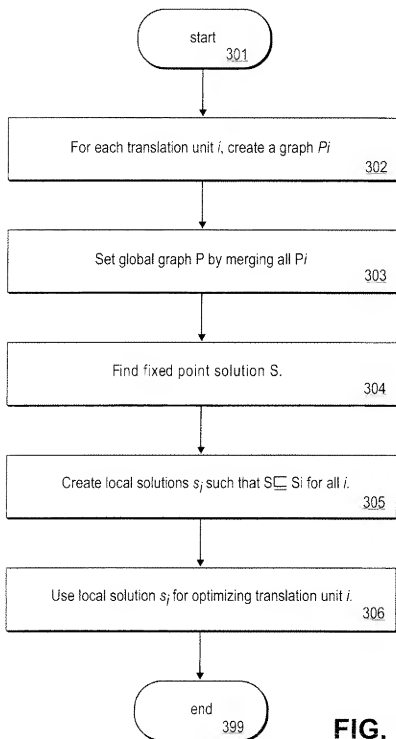 start
301
For each translation unit i, create a graph Pi
302
Set global graph P by merging all Pi
303
Find fixed point solution S.
304
Create local solutions si such that S⊑ Si for all i.
305
Use local solution si for optimizing translation unit i.
306
end
399
FIG.